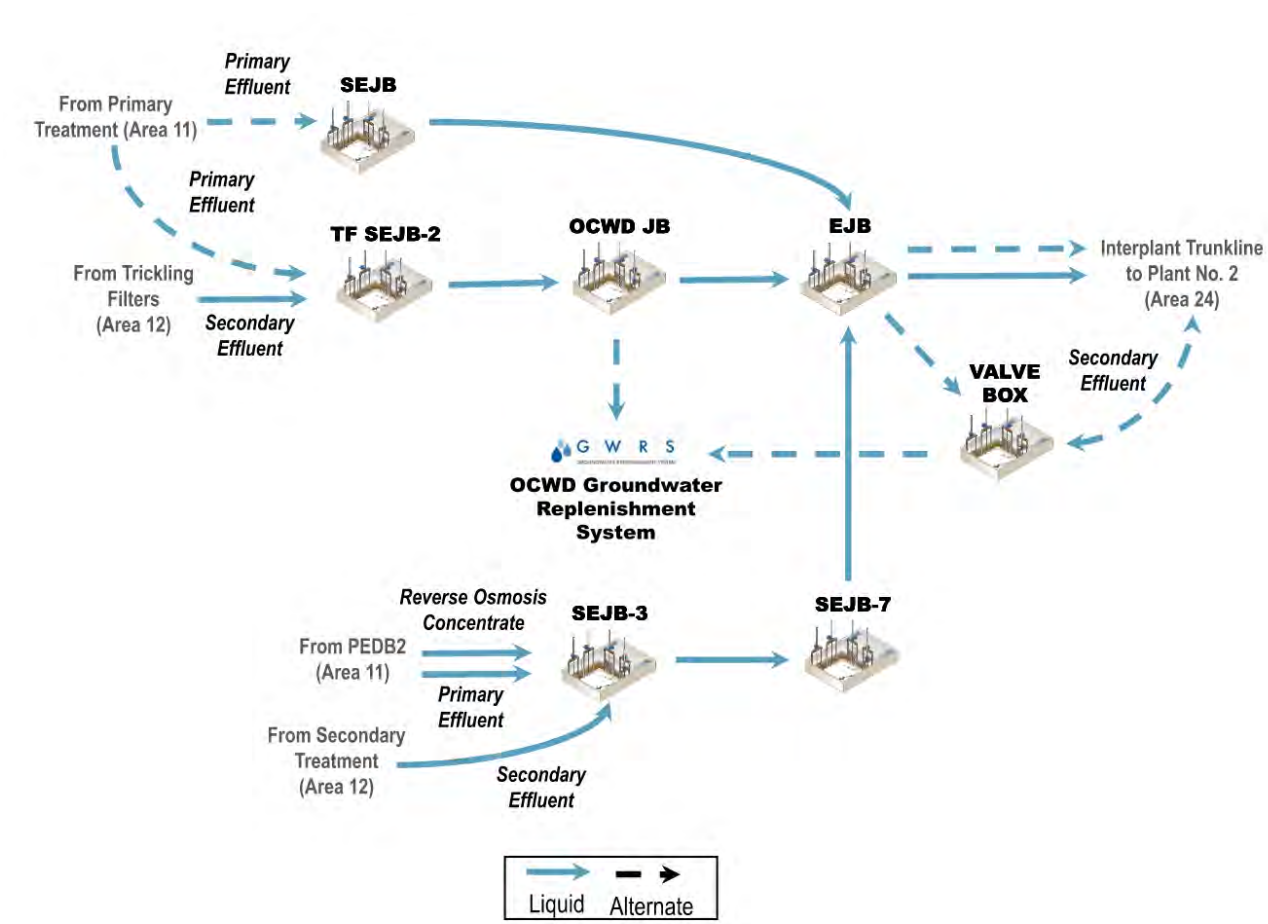 Primary
Effluent
SEJB
From Primary
Treatment (Area 11)
Primary
Effluent
TF SEJB-2
OCWD JB
EJB
From Trickling
Filters
(Area 12)
Secondary
Effluent
Interplant Trunkline
to Plant No. 2
(Area 24)
Secondary
Effluent
VALVE
BOX
G W R S
OCWD Groundwater
Replenishment
System
Reverse Osmosis
Concentrate
SEJB-3
SEJB-7
From PEDB2
(Area 11)
Primary
Effluent
From Secondary
Treatment
(Area 12)
Secondary
Effluent
Liquid
Alternate